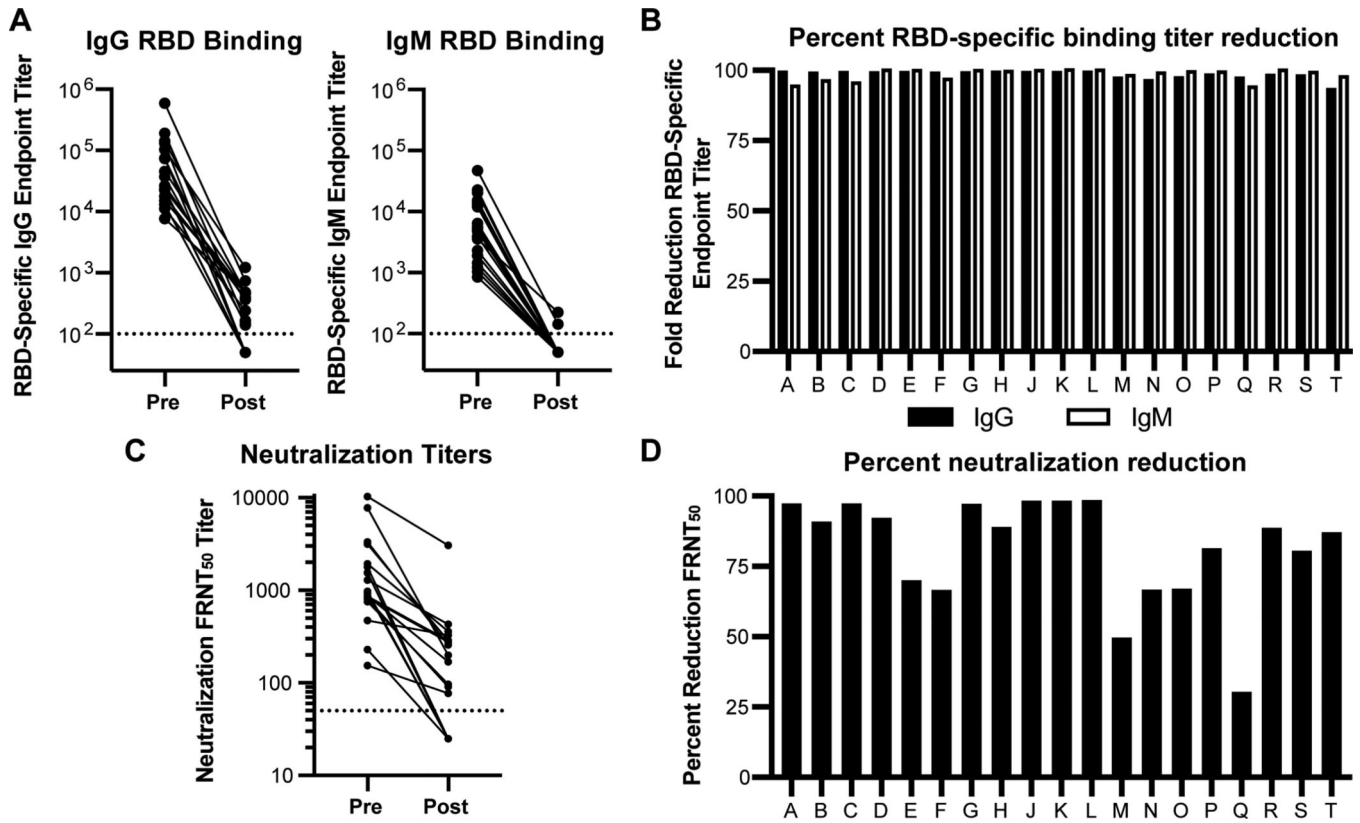 A
IgG RBD Binding
RBD-Specific IgG Endpoint Titer
10⁶
10⁵
10⁴
10³
10²
Pre
Post
IgM RBD Binding
RBD-Specific IgM Endpoint Titer
10⁶
10⁵
10⁴
10³
10²
Pre
Post
B
Percent RBD-specific binding titer reduction
Fold Reduction RBD-Specific
Endpoint Titer
100
75
50
25
0
A B C D E F G H J K L M N O P Q R S T
IgG
IgM
C
Neutralization Titers
Neutralization FRNT₅₀ Titer
10000
1000
100
10
Pre
Post
D
Percent neutralization reduction
Percent Reduction FRNT₅₀
100
75
50
25
0
A B C D E F G H J K L M N O P Q R S T